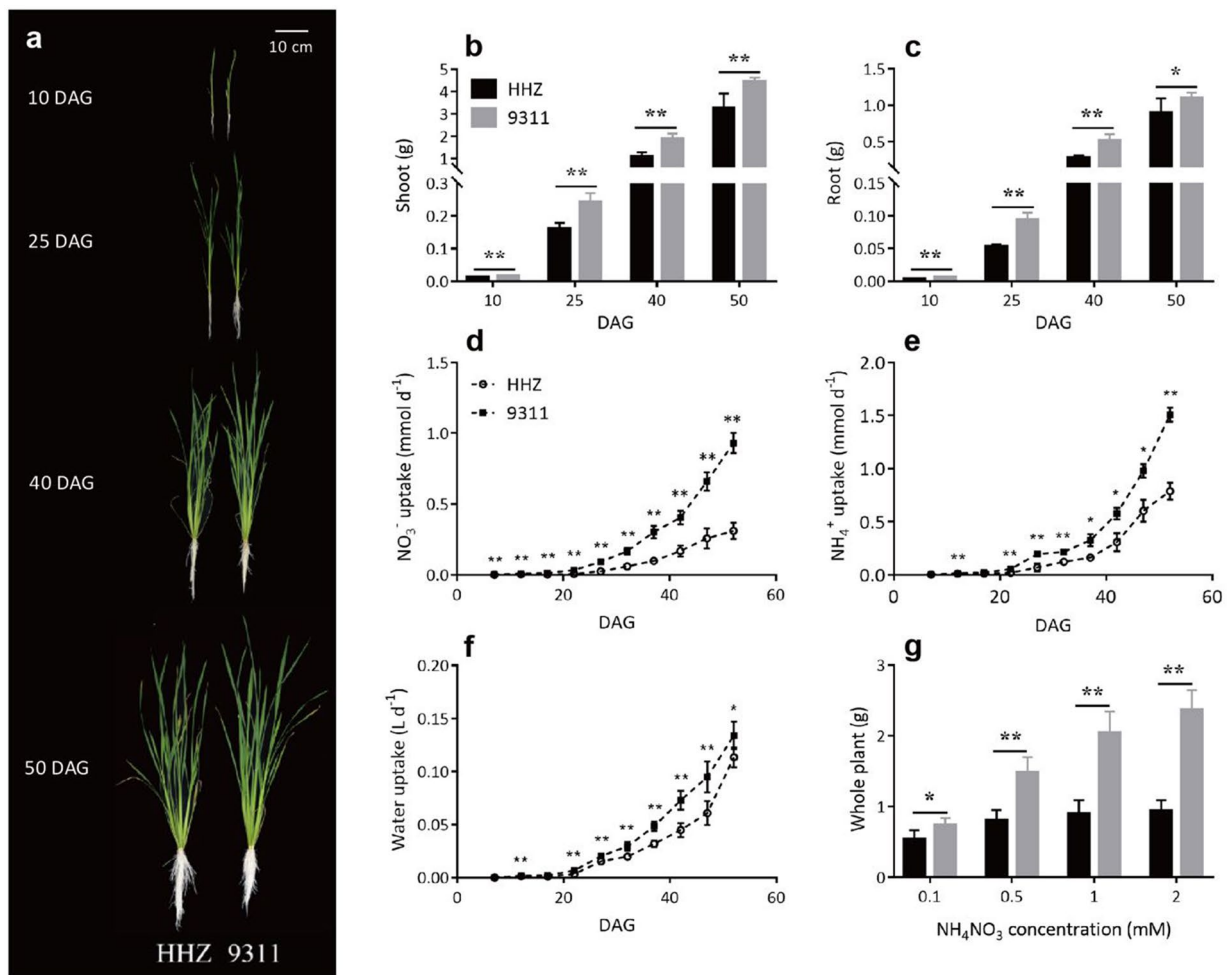 a
10 cm
10 DAG
25 DAG
40 DAG
50 DAG
HHZ 9311
b
Shoot (g)
5
4
3
2
1
0.3
0.2
0.1
0.0
HHZ
9311
**
**
**
**
10 25 40 50
DAG
c
Root (g)
1.5
1.0
0.5
0.15
0.10
0.05
0.00
**
**
**
*
10 25 40 50
DAG
d
NO₃⁻ uptake (mmol d⁻¹)
1.5
1.0
0.5
0.0
HHZ
9311
** ** ** ** ** ** ** ** ** **
0 20 40 60
DAG
e
NH₄⁺ uptake (mmol d⁻¹)
2.0
1.5
1.0
0.5
0.0
** ** ** ** * * * **
0 20 40 60
DAG
f
Water uptake (L d⁻¹)
0.20
0.15
0.10
0.05
0.00
** ** ** ** ** ** ** *
0 20 40 60
DAG
g
Whole plant (g)
3
2
1
0
*
**
**
**
0.1 0.5 1 2
NH₄NO₃ concentration (mM)